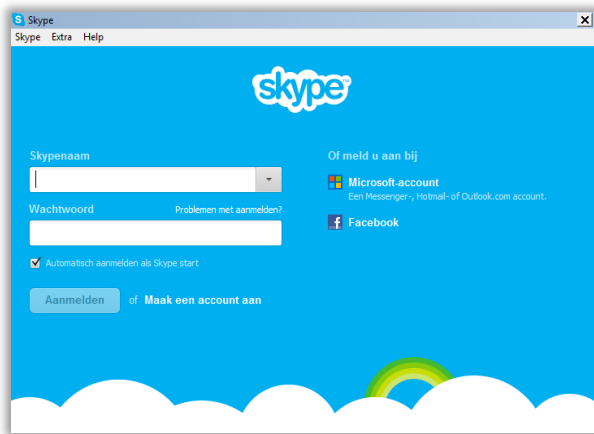 Skype
Skype Extra Help
skype™
Skypenaam
Wachtwoord Problemen met aanmelden?
Automatisch aanmelden als Skype start
Aanmelden of Maak een account aan
Of meld u aan bij
Microsoft-account
Een Messenger-, Hotmail- of Outlook.com account.
Facebook